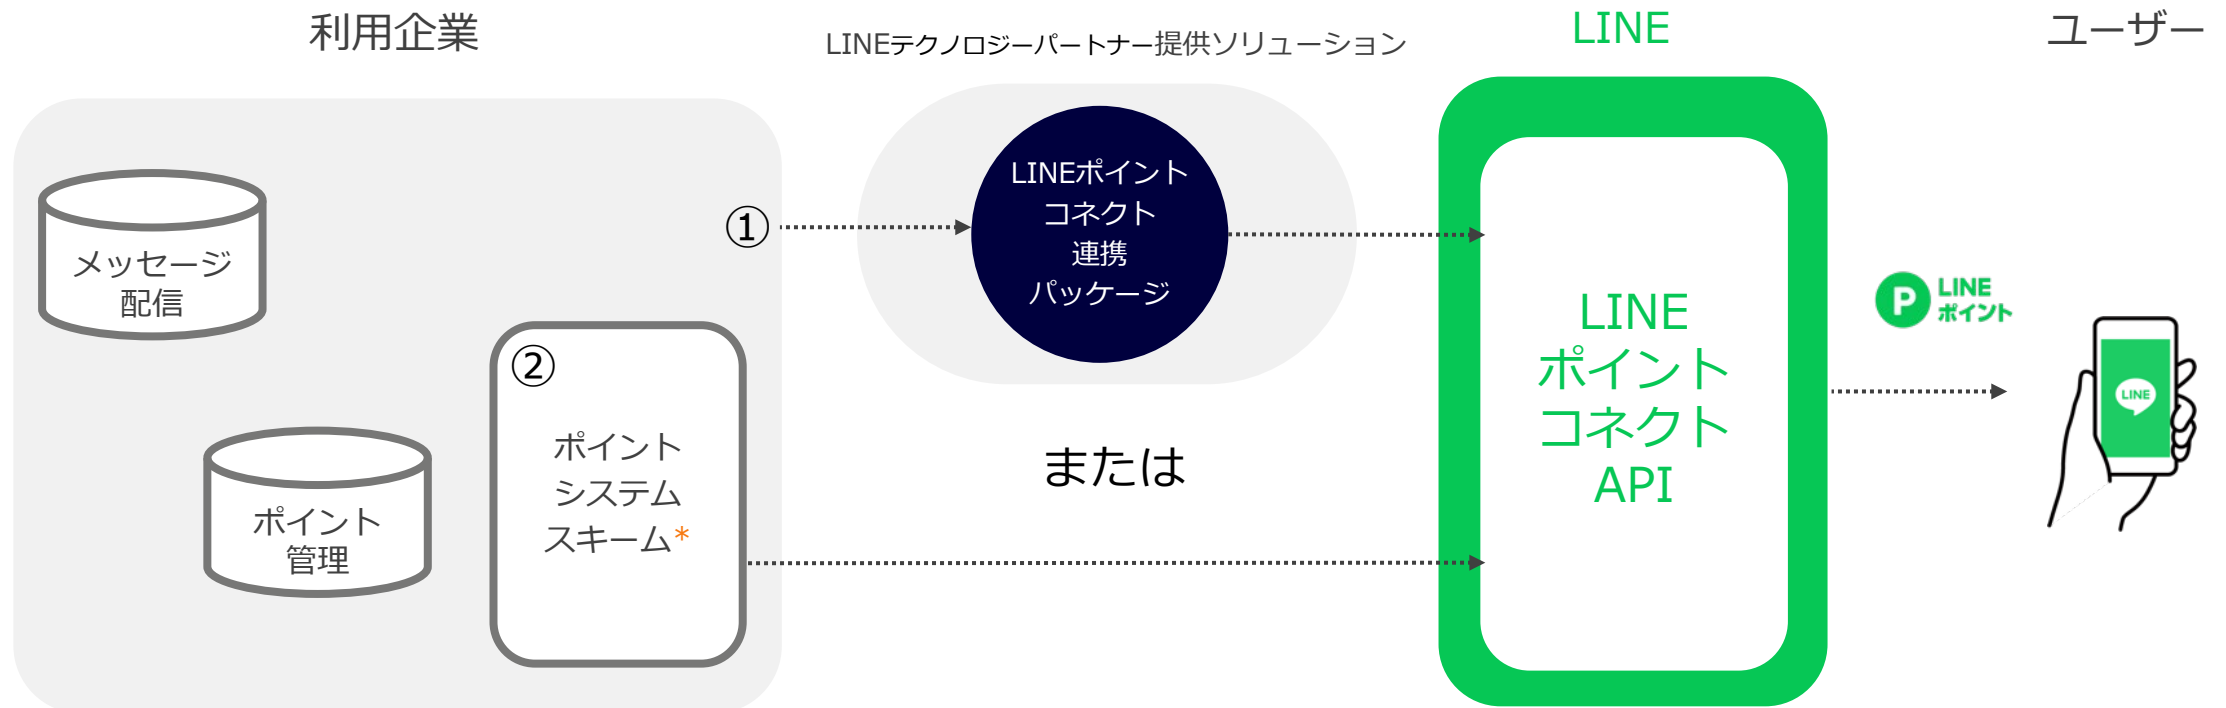 利用企業
LINEテクノロジーパートナー提供ソリューション
LINE
ユーザー
メッセージ
配信
ポイント
管理
①
②
ポイント
システム
スキーム*
LINEポイント
コネクト
連携
パッケージ
または
LINE
ポイント
コネクト
API
P
LINE
ポイント
LINE